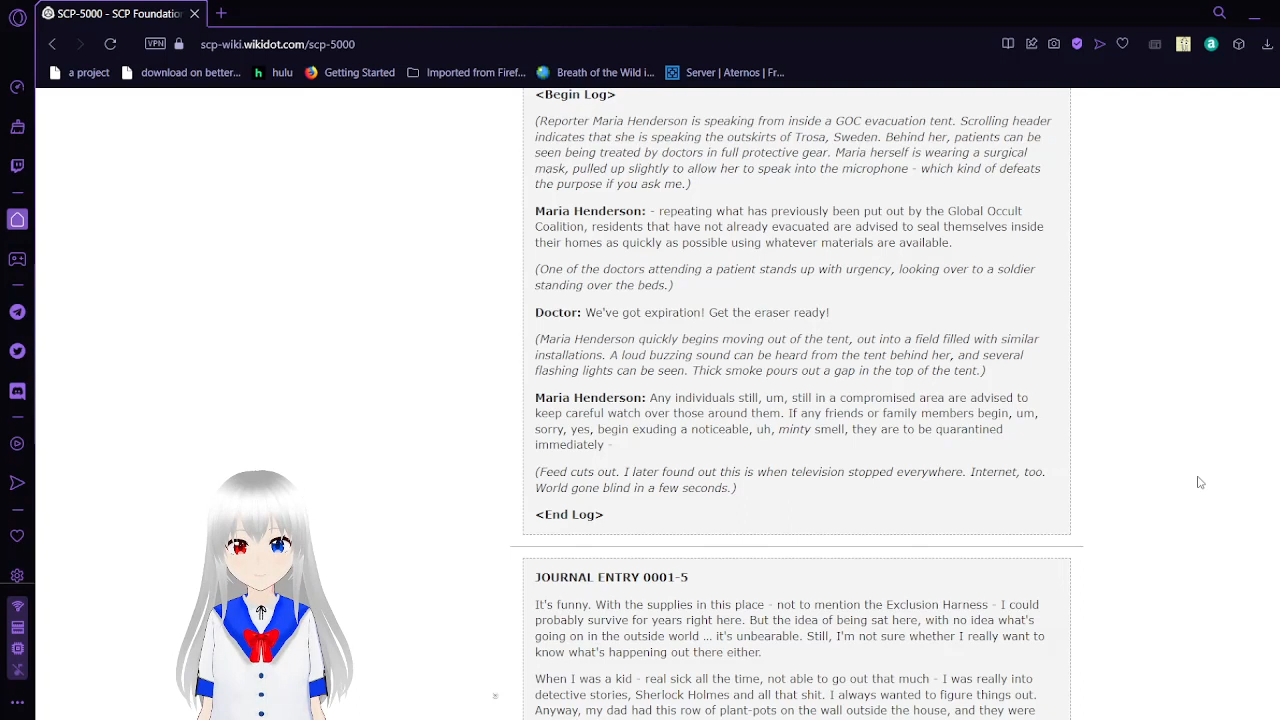 SCP-5000 - SCP Foundatio
VPN
scp-wiki.wikidot.com/scp-5000
a project
download on better...
h
hulu
Getting Started
Imported from Firef...
Breath of the Wild i...
Server | Aternos | Fr...
<Begin Log>
(Reporter Maria Henderson is speaking from inside a GOC evacuation tent. Scrolling header
indicates that she is speaking the outskirts of Trosa, Sweden. Behind her, patients can be
seen being treated by doctors in full protective gear. Maria herself is wearing a surgical
mask, pulled up slightly to allow her to speak into the microphone - which kind of defeats
the purpose if you ask me.)
Maria Henderson: - repeating what has previously been put out by the Global Occult
Coalition, residents that have not already evacuated are advised to seal themselves inside
their homes as quickly as possible using whatever materials are available.
(One of the doctors attending a patient stands up with urgency, looking over to a soldier
standing over the beds.)
Doctor: We've got expiration! Get the eraser ready!
(Maria Henderson quickly begins moving out of the tent, out into a field filled with similar
installations. A loud buzzing sound can be heard from the tent behind her, and several
flashing lights can be seen. Thick smoke pours out a gap in the top of the tent.)
Maria Henderson: Any individuals still, um, still in a compromised area are advised to
keep careful watch over those around them. If any friends or family members begin, um,
sorry, yes, begin exuding a noticeable, uh, minty smell, they are to be quarantined
immediately -
(Feed cuts out. I later found out this is when television stopped everywhere. Internet, too.
World gone blind in a few seconds.)
<End Log>
JOURNAL ENTRY 0001-5
It's funny. With the supplies in this place - not to mention the Exclusion Harness - I could
probably survive for years right here. But the idea of being sat here, with no idea what's
going on in the outside world ... it's unbearable. Still, I'm not sure whether I really want to
know what's happening out there either.
When I was a kid - real sick all the time, not able to go out that much - I was really into
detective stories, Sherlock Holmes and all that shit. I always wanted to figure things out.
Anyway, my dad had this row of plant-pots on the wall outside the house, and they were